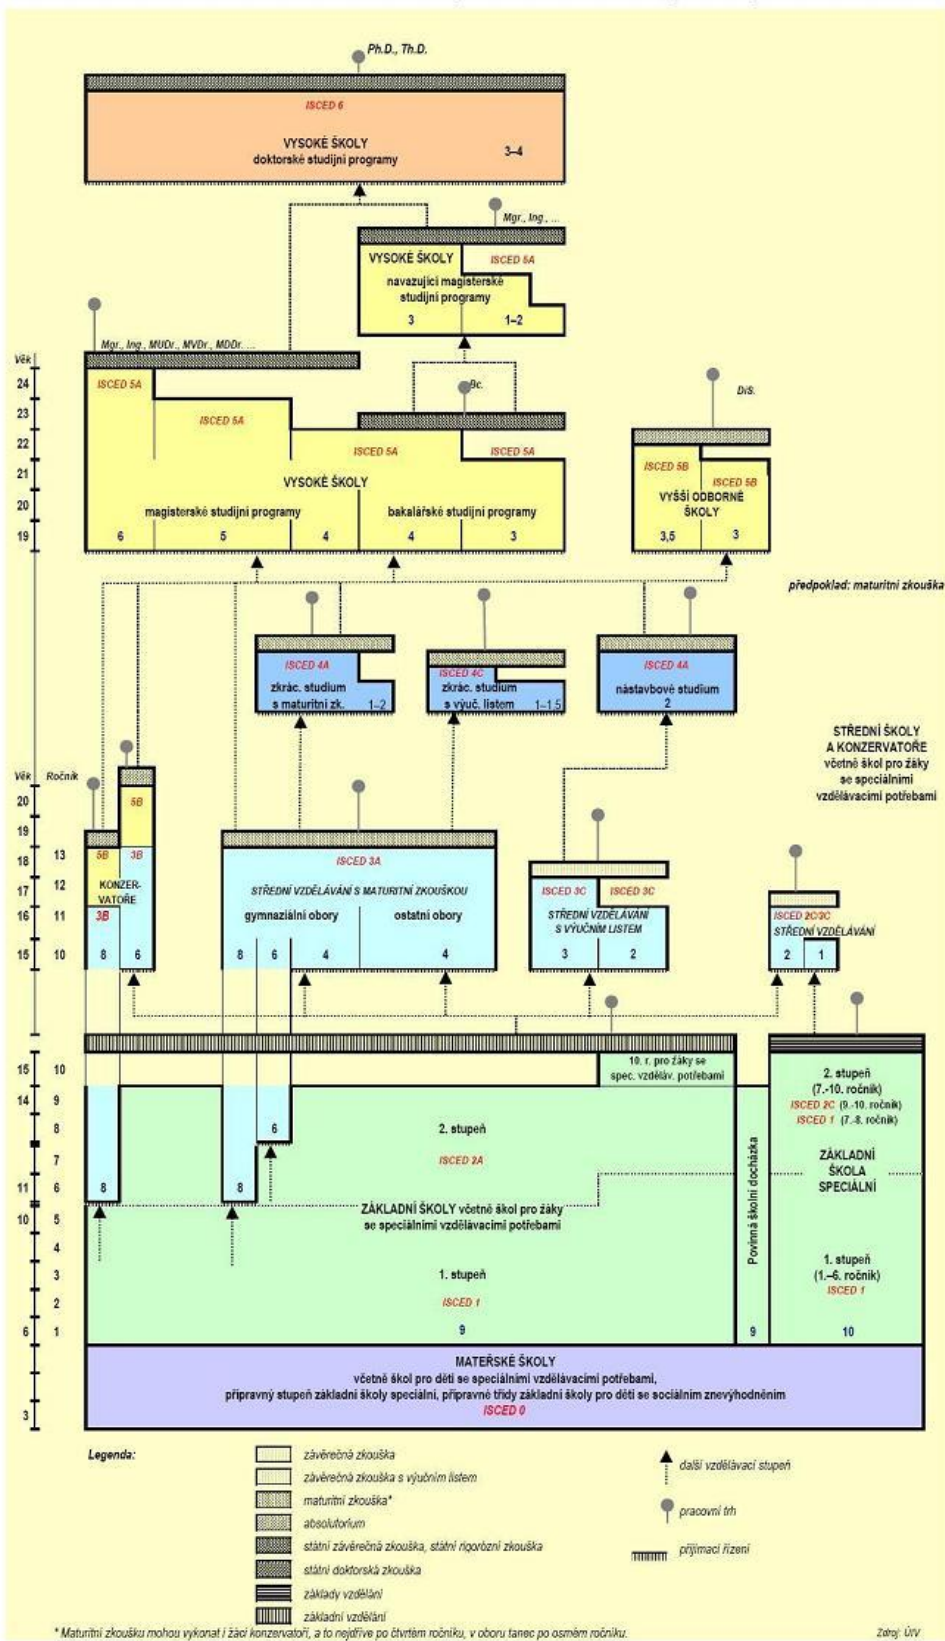 Ph.D., Th.D.
ISCED 6
VYSOKÉ ŠKOLY
doktorské studijní programy
3–4
Mgr., Ing., ...
VYSOKÉ ŠKOLY
ISCED 5A
navazující magisterské
studijní programy
3
1–2
Mgr., Ing., MUDr., MVDr., MDDr. ...
Věk
24
23
22
21
20
19
ISCED 5A
ISCED 5A
ISCED 5A
Bc.
ISCED 5A
VYSOKÉ ŠKOLY
magisterské studijní programy
bakalářské studijní programy
6
5
4
4
3
DiS.
ISCED 5B
ISCED 5B
VYŠŠÍ ODBORNÉ
ŠKOLY
3,5
3
předpoklad: maturitní zkouška
ISCED 4A
zkrác. studium
s maturitní zk.
1–2
ISCED 4C
zkrác. studium
s výuč. listem
1–1,5
ISCED 4A
nástavbové studium
2
STŘEDNÍ ŠKOLY
A KONZERVATOŘE
včetně škol pro žáky
se speciálními
vzdělávacími potřebami
Věk
Ročník
20
19
18
13
17
12
16
11
15
10
5B
5B
3B
KONZER-
VATOŘE
3B
8
6
ISCED 3A
STŘEDNÍ VZDĚLÁVÁNÍ S MATURITNÍ ZKOUŠKOU
gymnaziální obory
ostatní obory
8
6
4
4
ISCED 3C
ISCED 3C
STŘEDNÍ VZDĚLÁVÁNÍ
S VÝUČNÍM LISTEM
3
2
ISCED 2C/3C
STŘEDNÍ VZDĚLÁVÁNÍ
2
1
15
10
14
9
8
7
11
6
10
5
4
3
2
6
1
3
10. r. pro žáky se
spec. vzděláv. potřebami
8
8
6
2. stupeň
ISCED 2A
ZÁKLADNÍ ŠKOLY včetně škol pro žáky
se speciálními vzdělávacími potřebami
1. stupeň
ISCED 1
9
Povinná školní docházka
9
2. stupeň
(7.-10. ročník)
ISCED 2C (9.-10. ročník)
ISCED 1 (7.-8. ročník)
ZÁKLADNÍ
ŠKOLA
SPECIÁLNÍ
1. stupeň
(1.–6. ročník)
ISCED 1
10
MATEŘSKÉ ŠKOLY
včetně škol pro děti se speciálními vzdělávacími potřebami,
přípravný stupeň základní školy speciální, přípravné třídy základní školy pro děti se sociálním znevýhodněním
ISCED 0
Legenda:
závěrečná zkouška
závěrečná zkouška s výučním listem
maturitní zkouška*
absolutorium
státní závěrečná zkouška, státní rigorózní zkouška
státní doktorská zkouška
základy vzdělání
základní vzdělání
další vzdělávací stupeň
pracovní trh
přijímací řízení
* Maturitní zkoušku mohou vykonat i žáci konzervatoří, a to nejdříve po čtvrtém ročníku, v oboru tanec po osmém ročníku.
Zdroj: ÚIV